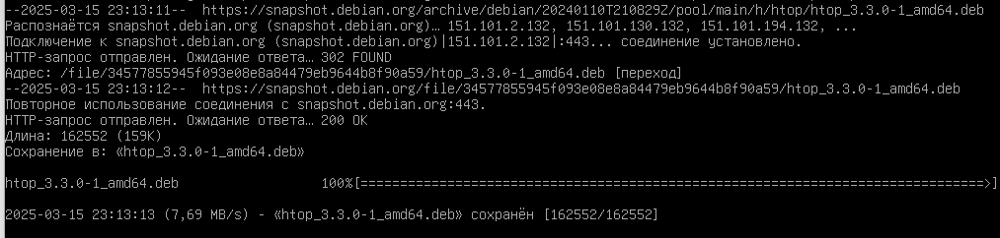 --2025-03-15 23:13:11--  https://snapshot.debian.org/archive/debian/20240110T210829Z/pool/main/h/htop/htop_3.3.0-1_amd64.deb
Распознаётся snapshot.debian.org (snapshot.debian.org)… 151.101.2.132, 151.101.130.132, 151.101.194.132, ...
Подключение к snapshot.debian.org (snapshot.debian.org)|151.101.2.132|:443... соединение установлено.
HTTP-запрос отправлен. Ожидание ответа… 302 FOUND
Адрес: /file/34577855945f093e08e8a84479eb9644b8f90a59/htop_3.3.0-1_amd64.deb [переход]
--2025-03-15 23:13:12--  https://snapshot.debian.org/file/34577855945f093e08e8a84479eb9644b8f90a59/htop_3.3.0-1_amd64.deb
Повторное использование соединения с snapshot.debian.org:443.
HTTP-запрос отправлен. Ожидание ответа… 200 OK
Длина: 162552 (159K)
Сохранение в: «htop_3.3.0-1_amd64.deb»
htop_3.3.0-1_amd64.deb 100%[===============================================================================>]
2025-03-15 23:13:13 (7,69 MB/s) - «htop_3.3.0-1_amd64.deb» сохранён [162552/162552]